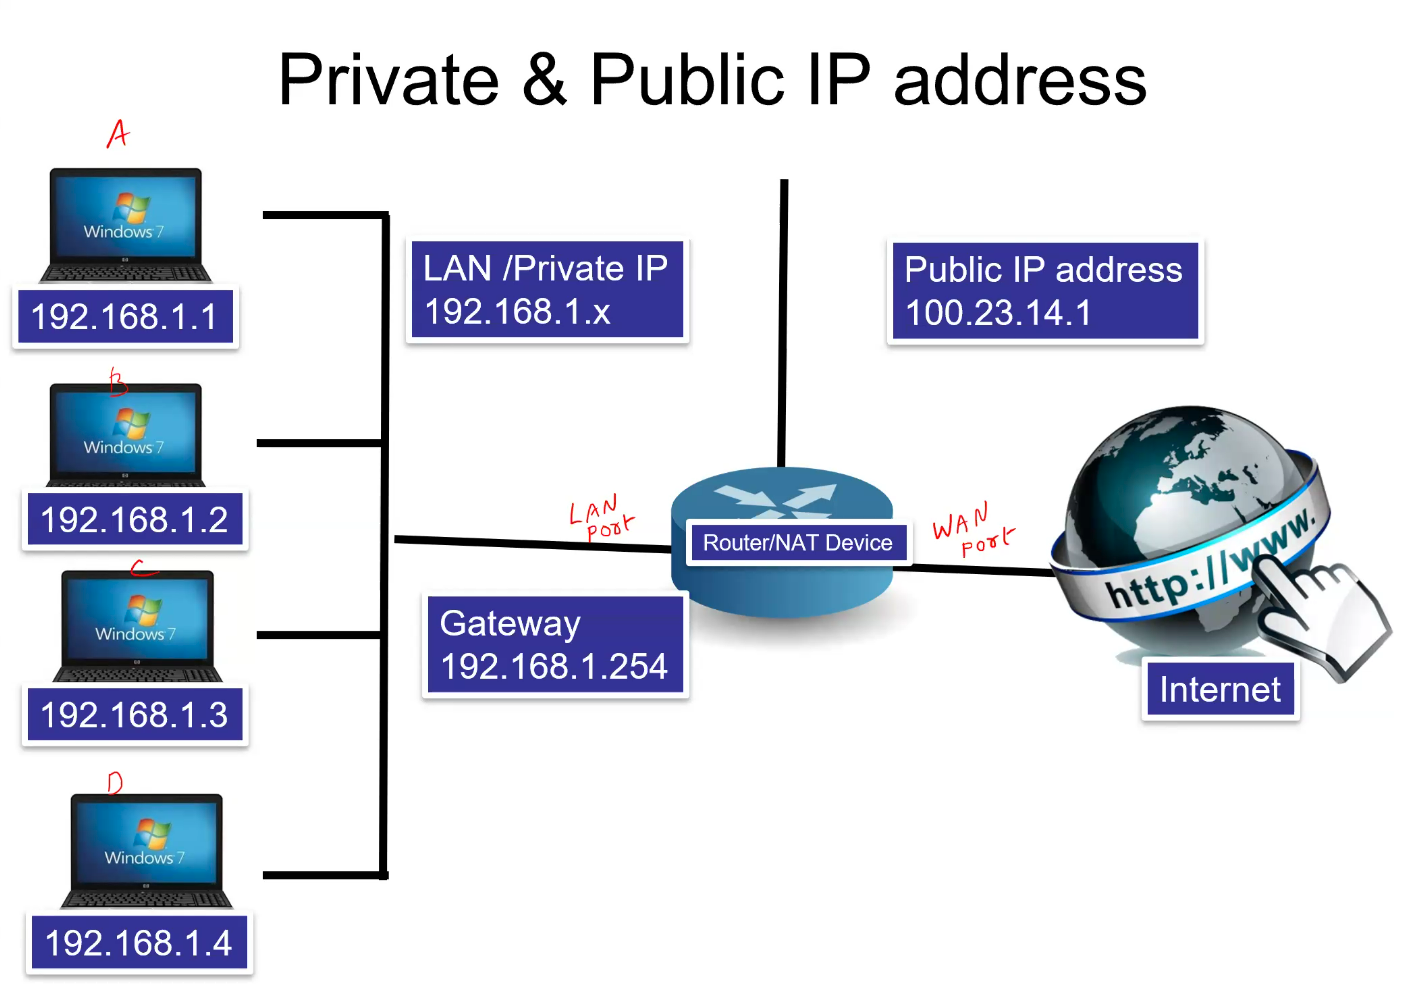 Private & Public IP address
A
Windows 7
192.168.1.1
B
Windows 7
192.168.1.2
C
Windows 7
192.168.1.3
D
Windows 7
192.168.1.4
LAN /Private IP
192.168.1.x
Public IP address
100.23.14.1
LAN
Port
Router/NAT Device
WAN
Port
Gateway
192.168.1.254
http://www.
Internet